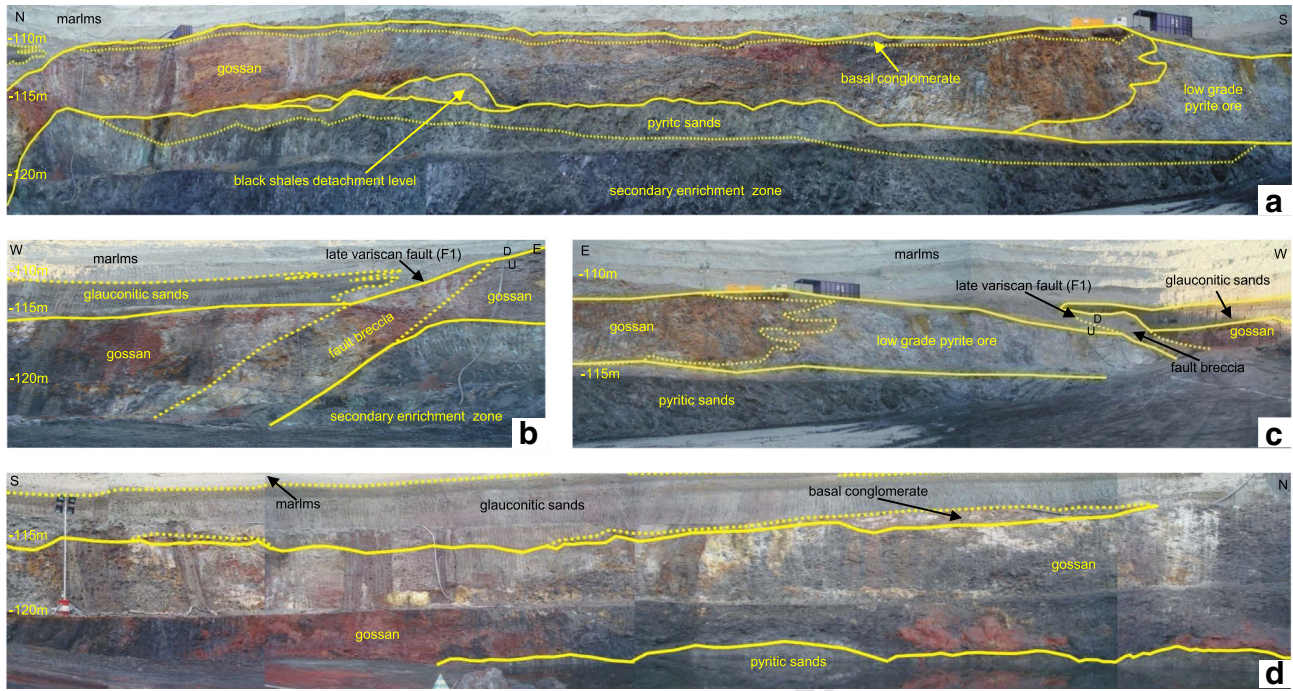 N
marlms
S
-110m
gossan
basal conglomerate
-115m
low grade
pyrite ore
pyritc sands
-120m
black shales detachment level
secondary enrichment zone
a
W
marlms
late variscan fault (F1)
D
U
E
-110m
glauconitic sands
gossan
-115m
gossan
fault breccia
-120m
secondary enrichment zone
b
E
marlms
W
-110m
late variscan fault (F1)
glauconitic sands
D
U
gossan
gossan
low grade pyrite ore
fault breccia
-115m
pyritic sands
c
S
marlms
glauconitic sands
basal conglomerate
N
-115m
gossan
-120m
gossan
pyritic sands
d